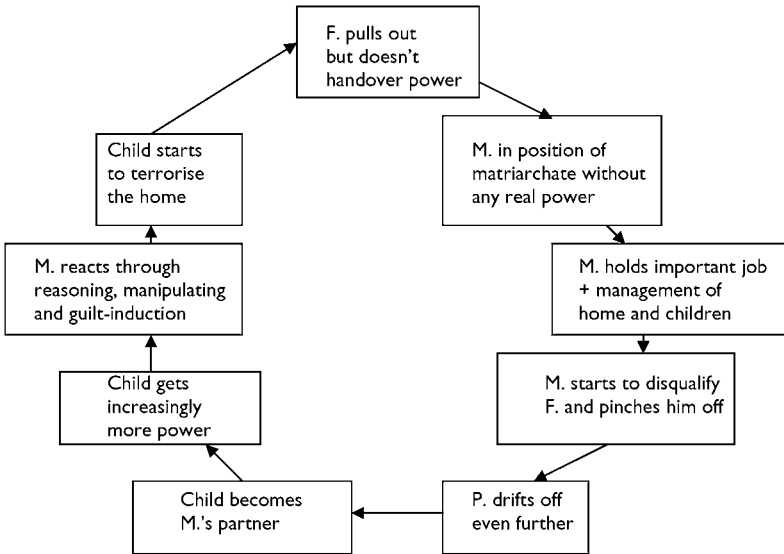 F. pulls out
but doesn't
handover power
M. in position of
matriarchate without
any real power
M. holds important job
+ management of
home and children
M. starts to disqualify
F. and pinches him off
P. drifts off
even further
Child becomes
M.'s partner
Child gets
increasingly
more power
M. reacts through
reasoning, manipulating
and guilt-induction
Child starts
to terrorise
the home